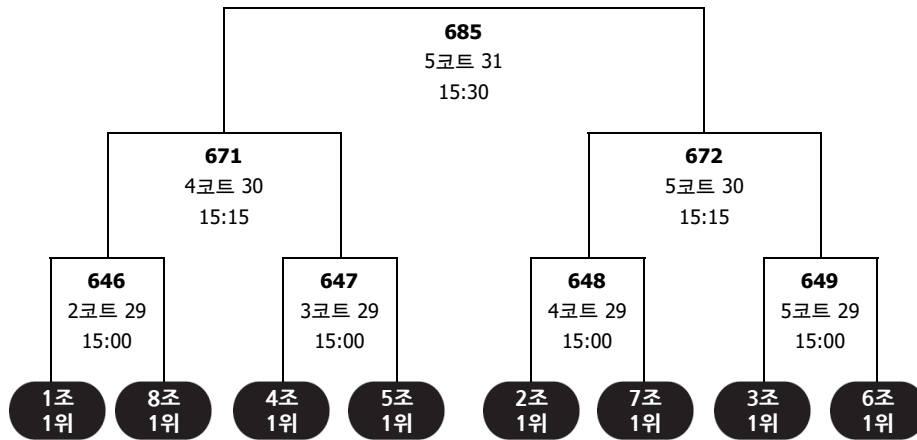 685
5코트 31
15:30
671
4코트 30
15:15
672
5코트 30
15:15
646
2코트 29
15:00
647
3코트 29
15:00
648
4코트 29
15:00
649
5코트 29
15:00
1조
1위
8조
1위
4조
1위
5조
1위
2조
1위
7조
1위
3조
1위
6조
1위